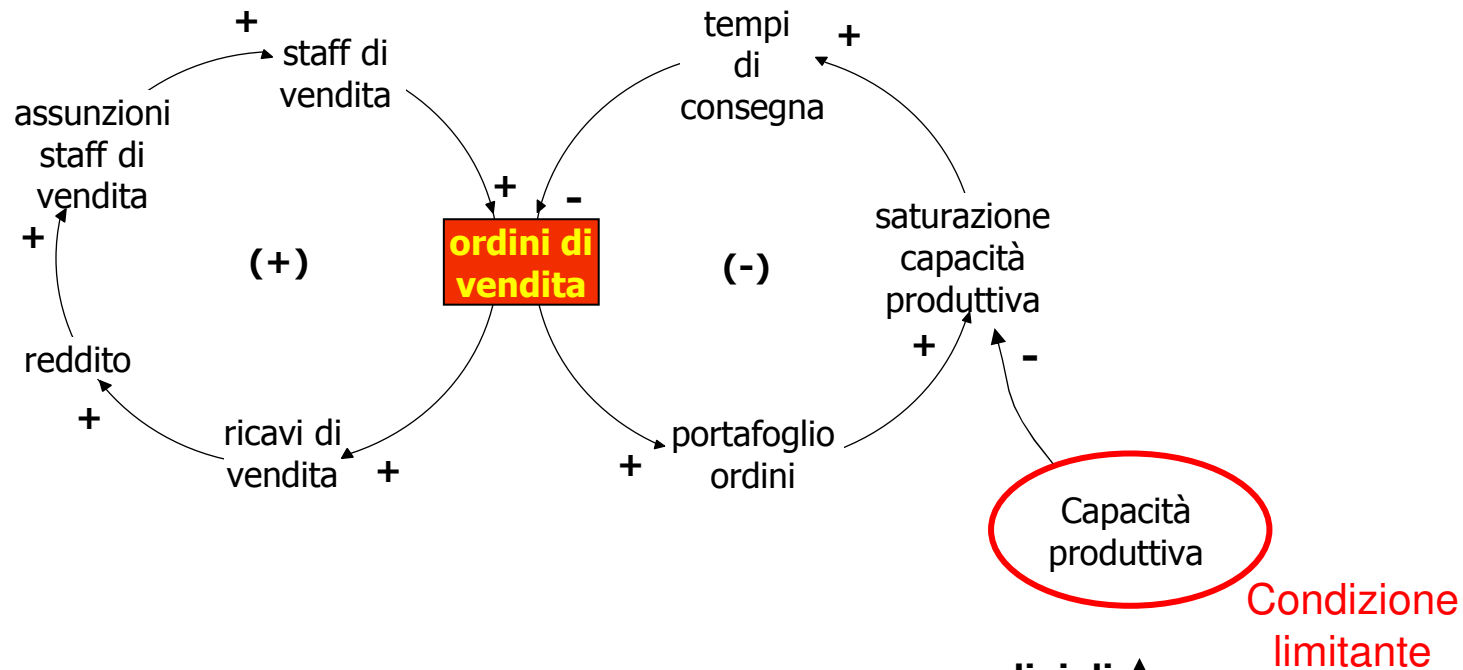 +
staff di
vendita
assunzioni
staff di
vendita
+
(+)
reddito
+
ricavi di
vendita
+
+
-
ordini di
vendita
tempi
di
consegna
+
(-)
saturazione
capacità
produttiva
+
-
portafoglio
ordini
+
Capacità
produttiva
Condizione
limitante